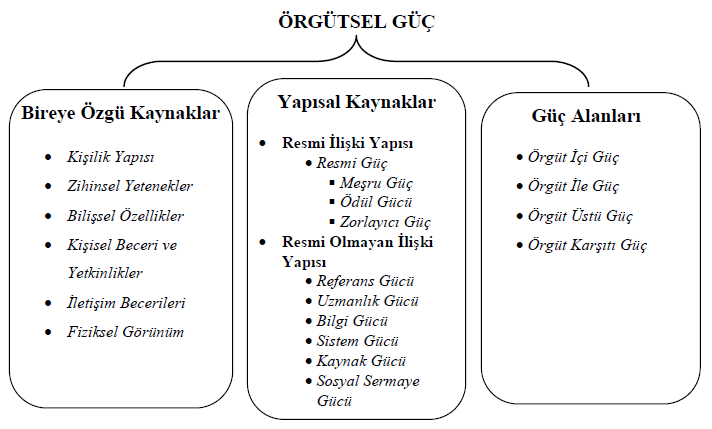 ÖRGÜTSEL GÜÇ
Bireye Özgü Kaynaklar
• Kişilik Yapısı
• Zihinsel Yetenekler
• Bilişsel Özellikler
• Kişisel Beceri ve
Yetkinlikler
• İletişim Becerileri
• Fiziksel Görünüm
Yapısal Kaynaklar
• Resmi İlişki Yapısı
• Resmi Güç
▪ Meşru Güç
▪ Ödül Gücü
▪ Zorlayıcı Güç
• Resmi Olmayan İlişki
Yapısı
• Referans Gücü
• Uzmanlık Gücü
• Bilgi Gücü
• Sistem Gücü
• Kaynak Gücü
• Sosyal Sermaye
Gücü
Güç Alanları
• Örgüt İçi Güç
• Örgüt İle Güç
• Örgüt Üstü Güç
• Örgüt Karşıtı Güç